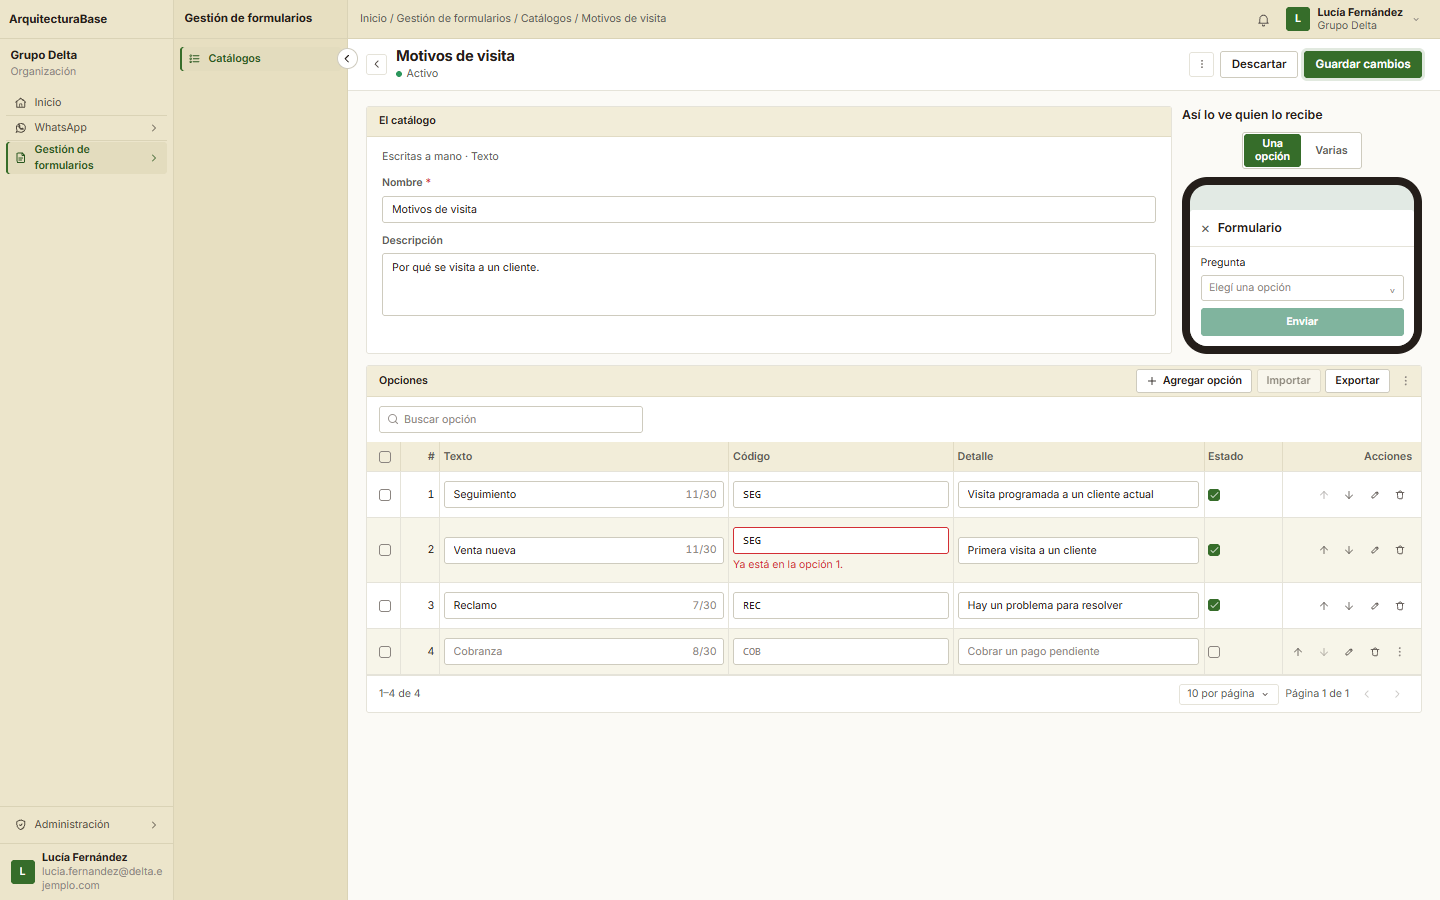 ArquitecturaBase
Grupo Delta
Organización
Inicio
WhatsApp
Gestión de
formularios
Administración
L
Lucía Fernández
lucia.fernandez@delta.e
jemplo.com
Gestión de formularios
Catálogos
Inicio / Gestión de formularios / Catálogos / Motivos de visita
L
Lucía Fernández
Grupo Delta
Motivos de visita
Activo
Descartar
Guardar cambios
El catálogo
Escritas a mano · Texto
Nombre *
Motivos de visita
Descripción
Por qué se visita a un cliente.
Así lo ve quien lo recibe
Una
opción
Varias
× Formulario
Pregunta
Elegí una opción
Enviar
Opciones
+ Agregar opción
Importar
Exportar
Buscar opción
# Texto Código Detalle Estado Acciones
1 Seguimiento 11/30 SEG Visita programada a un cliente actual
2 Venta nueva 11/30 SEG Primera visita a un cliente
Ya está en la opción 1.
3 Reclamo 7/30 REC Hay un problema para resolver
4 Cobranza 8/30 COB Cobrar un pago pendiente
1–4 de 4
10 por página
Página 1 de 1